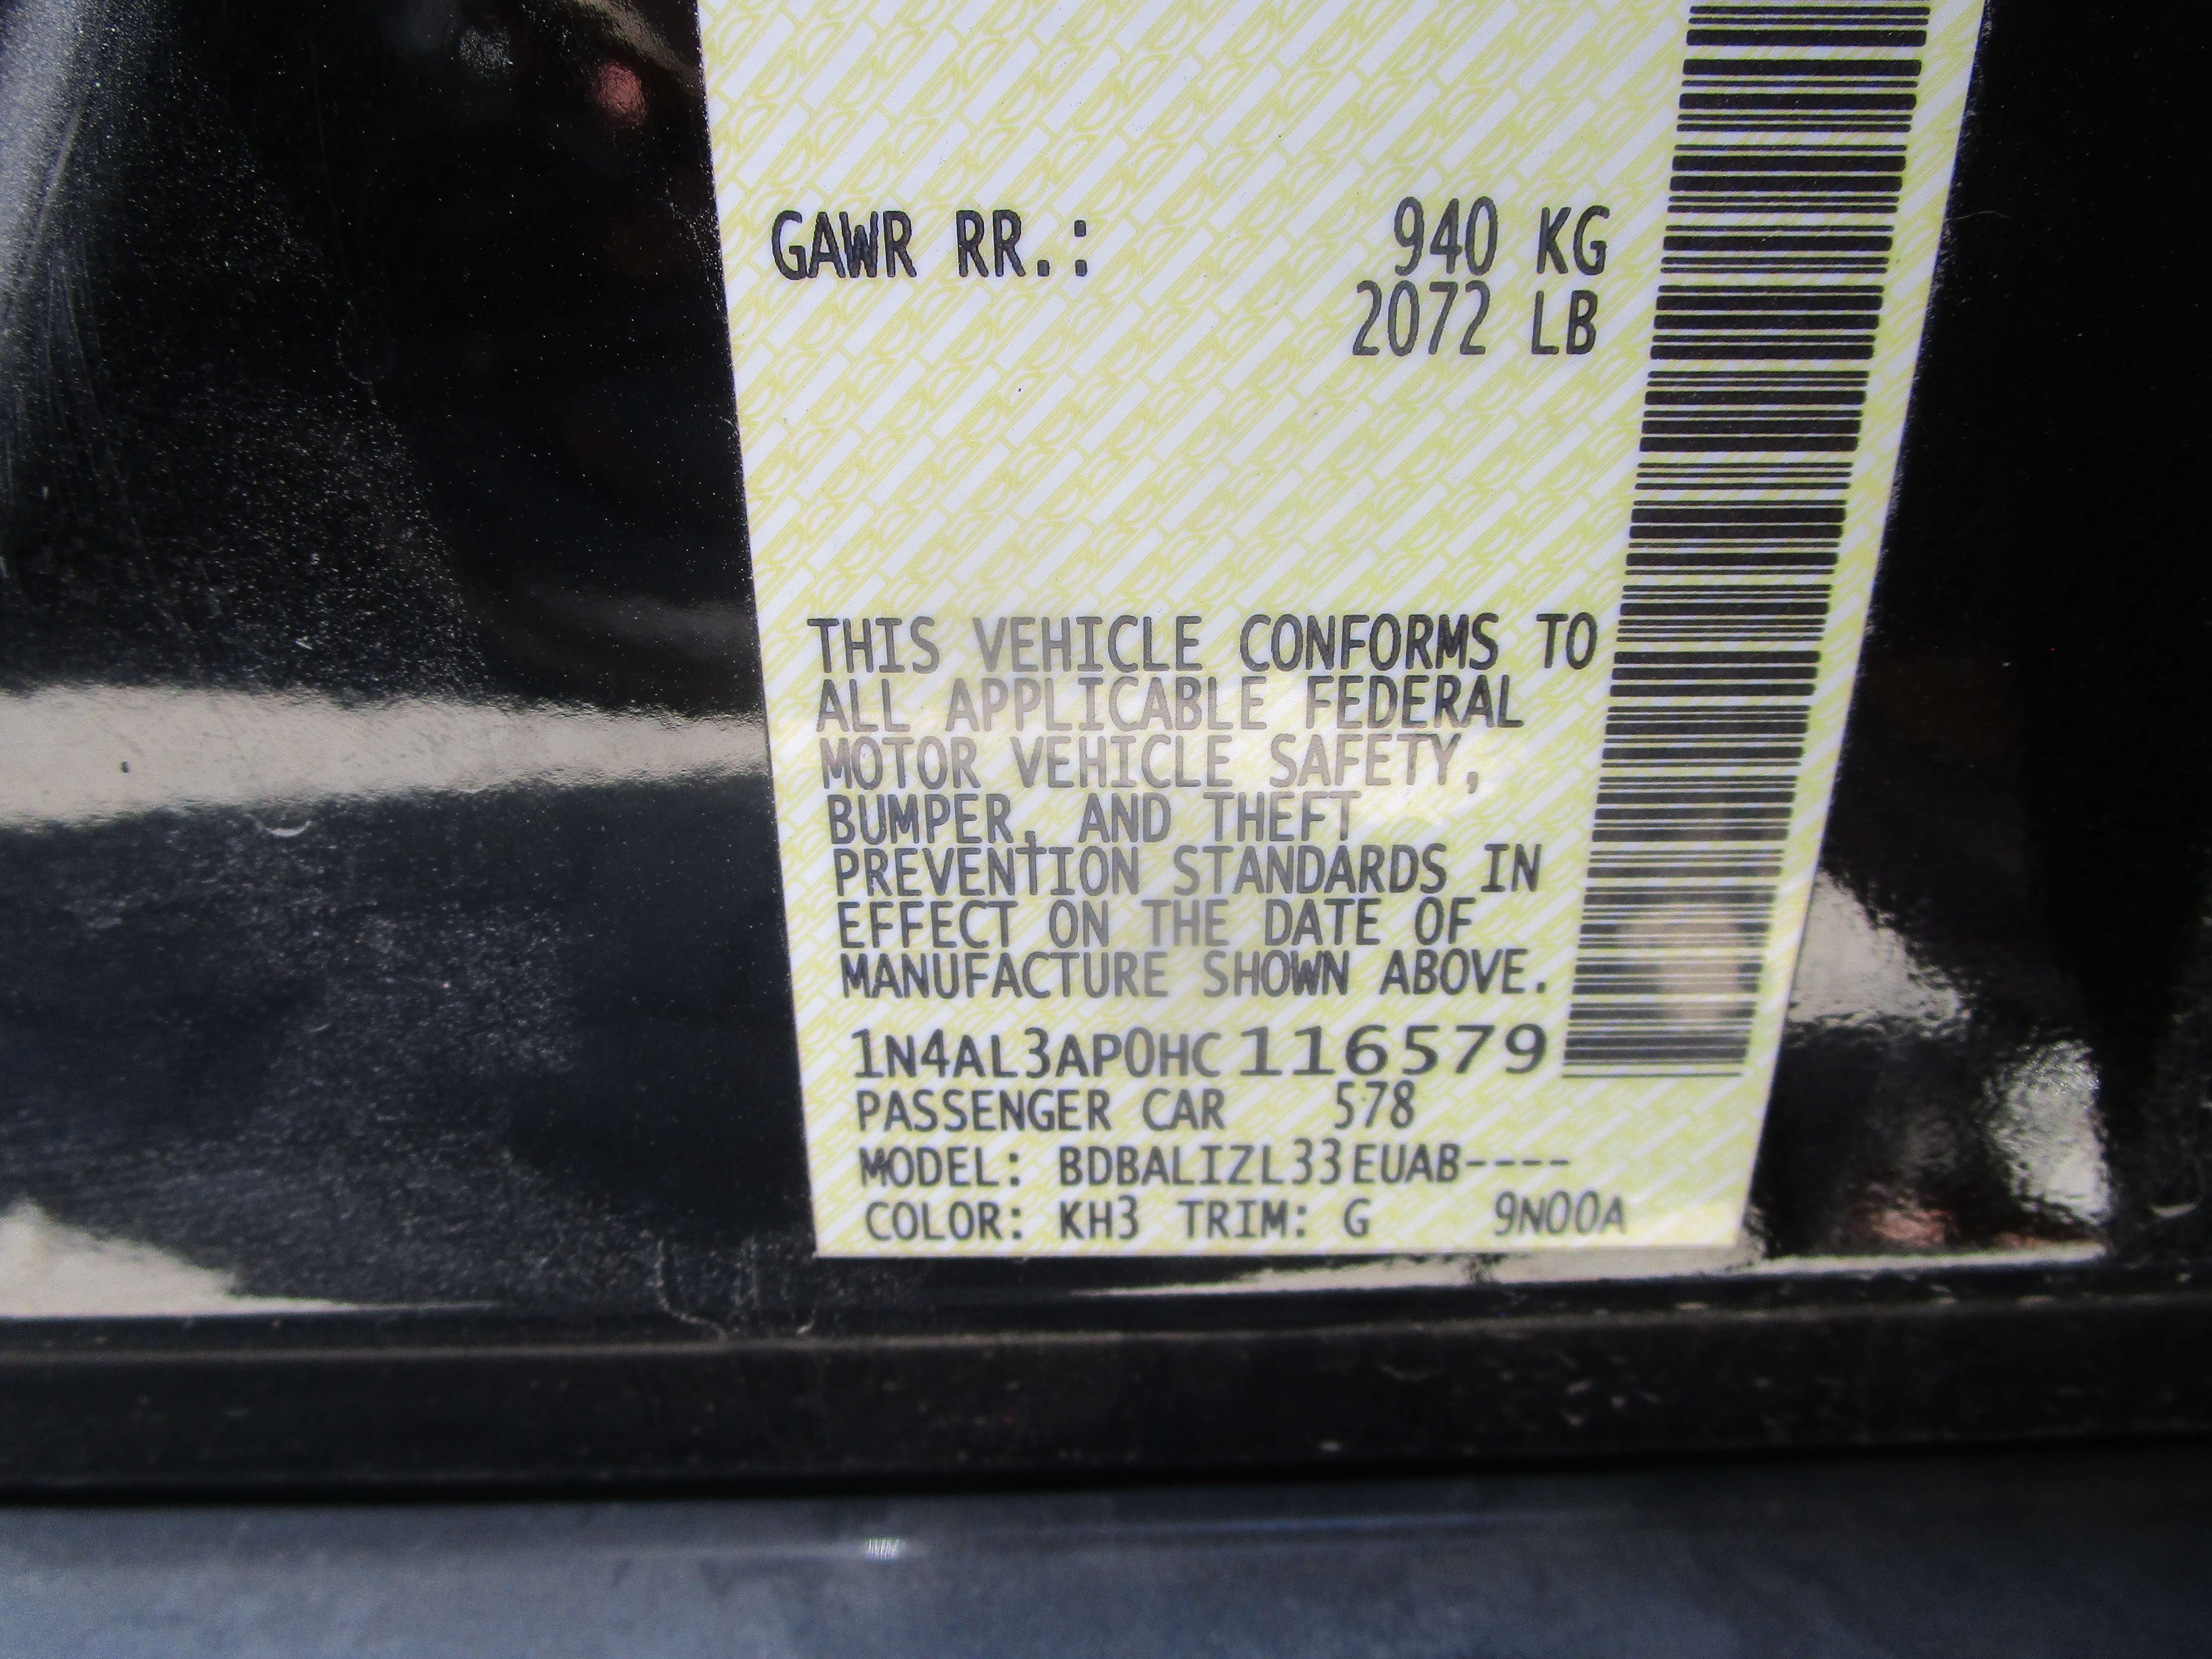 GAWR RR.: 940 KG
2072 LB
THIS VEHICLE CONFORMS TO
ALL APPLICABLE FEDERAL
MOTOR VEHICLE SAFETY,
BUMPER, AND THEFT
PREVENTION STANDARDS IN
EFFECT ON THE DATE OF
MANUFACTURE SHOWN ABOVE.
1N4AL3AP0HC116579
PASSENGER CAR 578
MODEL: BDBALIZL33EUAB----
COLOR: KH3 TRIM: G 9N00A